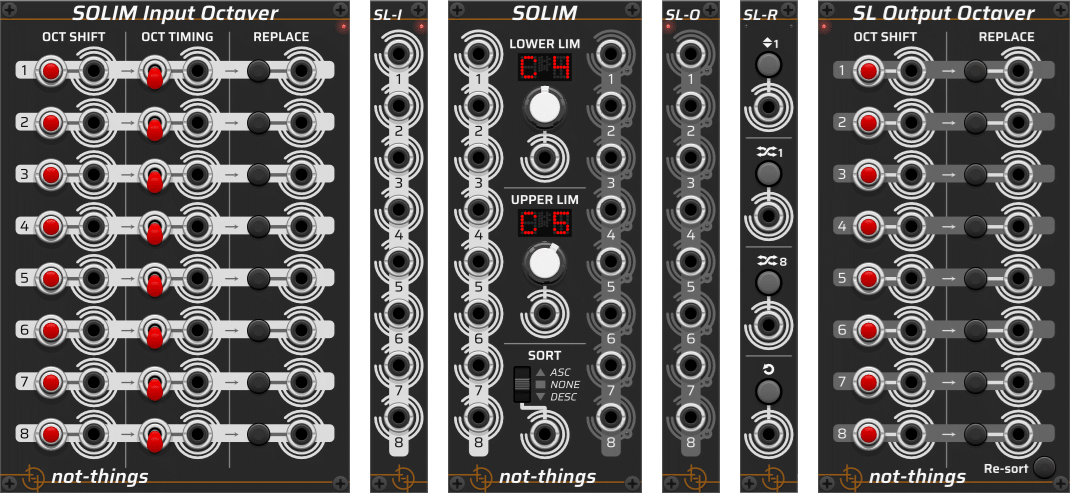 SOLIM Input Octaver
OCT SHIFT OCT TIMING REPLACE
1
2
3
4
5
6
7
8
not-things
SL-I
1
2
3
4
5
6
7
8
SOLIM
LOWER LIM
C 4
UPPER LIM
D 5
SORT
ASC
NONE
DESC
1
2
3
4
5
6
7
8
1
2
3
4
5
6
7
8
not-things
SL-O
1
2
3
4
5
6
7
8
SL-R
1
1
8
SL Output Octaver
OCT SHIFT REPLACE
1
2
3
4
5
6
7
8
Re-sort
not-things